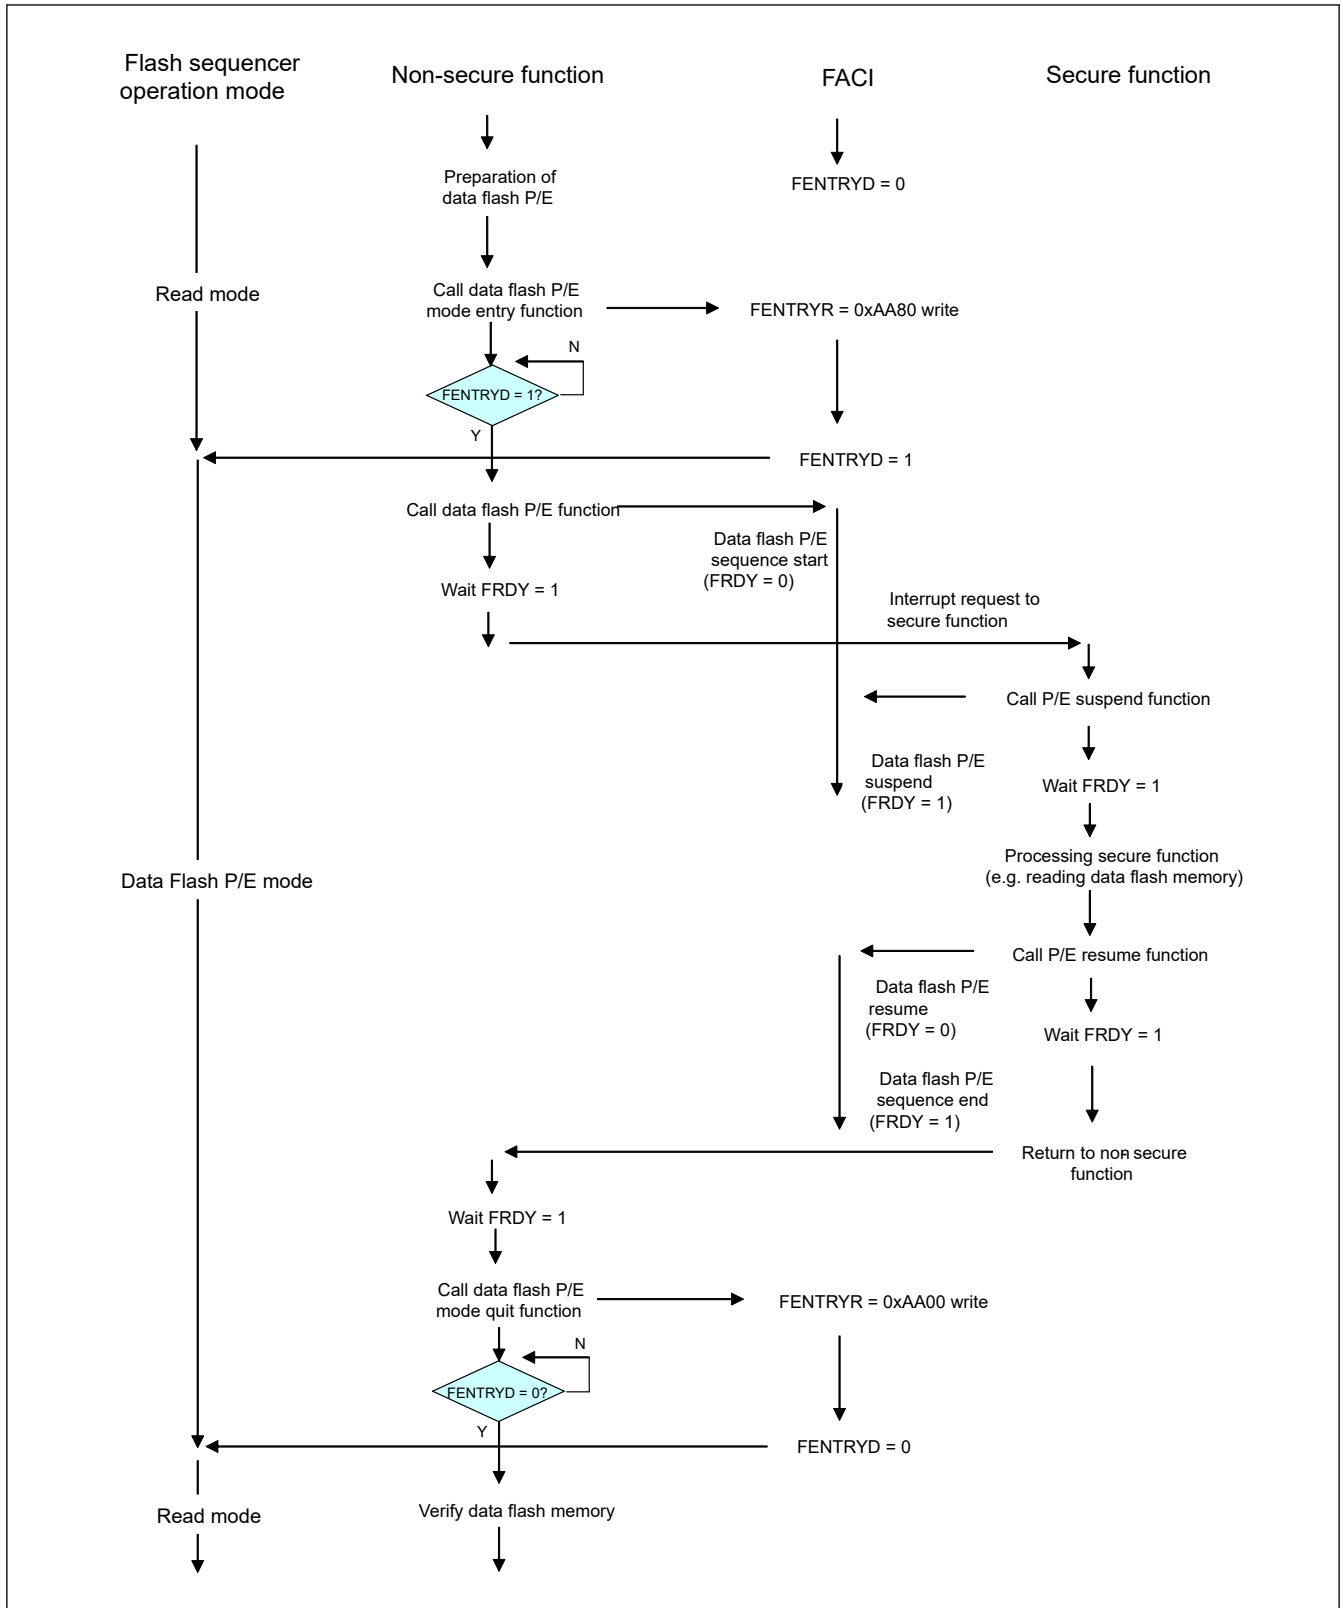 Flash sequencer
operation mode
Non-secure function
FACI
Secure function
Preparation of
data flash P/E
FENTRYD = 0
Read mode
Call data flash P/E
mode entry function
FENTRYR = 0xAA80 write
N
FENTRYD = 1?
Y
FENTRYD = 1
Call data flash P/E function
Data flash P/E
sequence start
(FRDY = 0)
Wait FRDY = 1
Interrupt request to
secure function
Call P/E suspend function
Data flash P/E
suspend
(FRDY = 1)
Wait FRDY = 1
Processing secure function
(e.g. reading data flash memory)
Data Flash P/E mode
Call P/E resume function
Data flash P/E
resume
(FRDY = 0)
Wait FRDY = 1
Data flash P/E
sequence end
(FRDY = 1)
Return to non secure
function
Wait FRDY = 1
Call data flash P/E
mode quit function
FENTRYR = 0xAA00 write
N
FENTRYD = 0?
Y
FENTRYD = 0
Read mode
Verify data flash memory